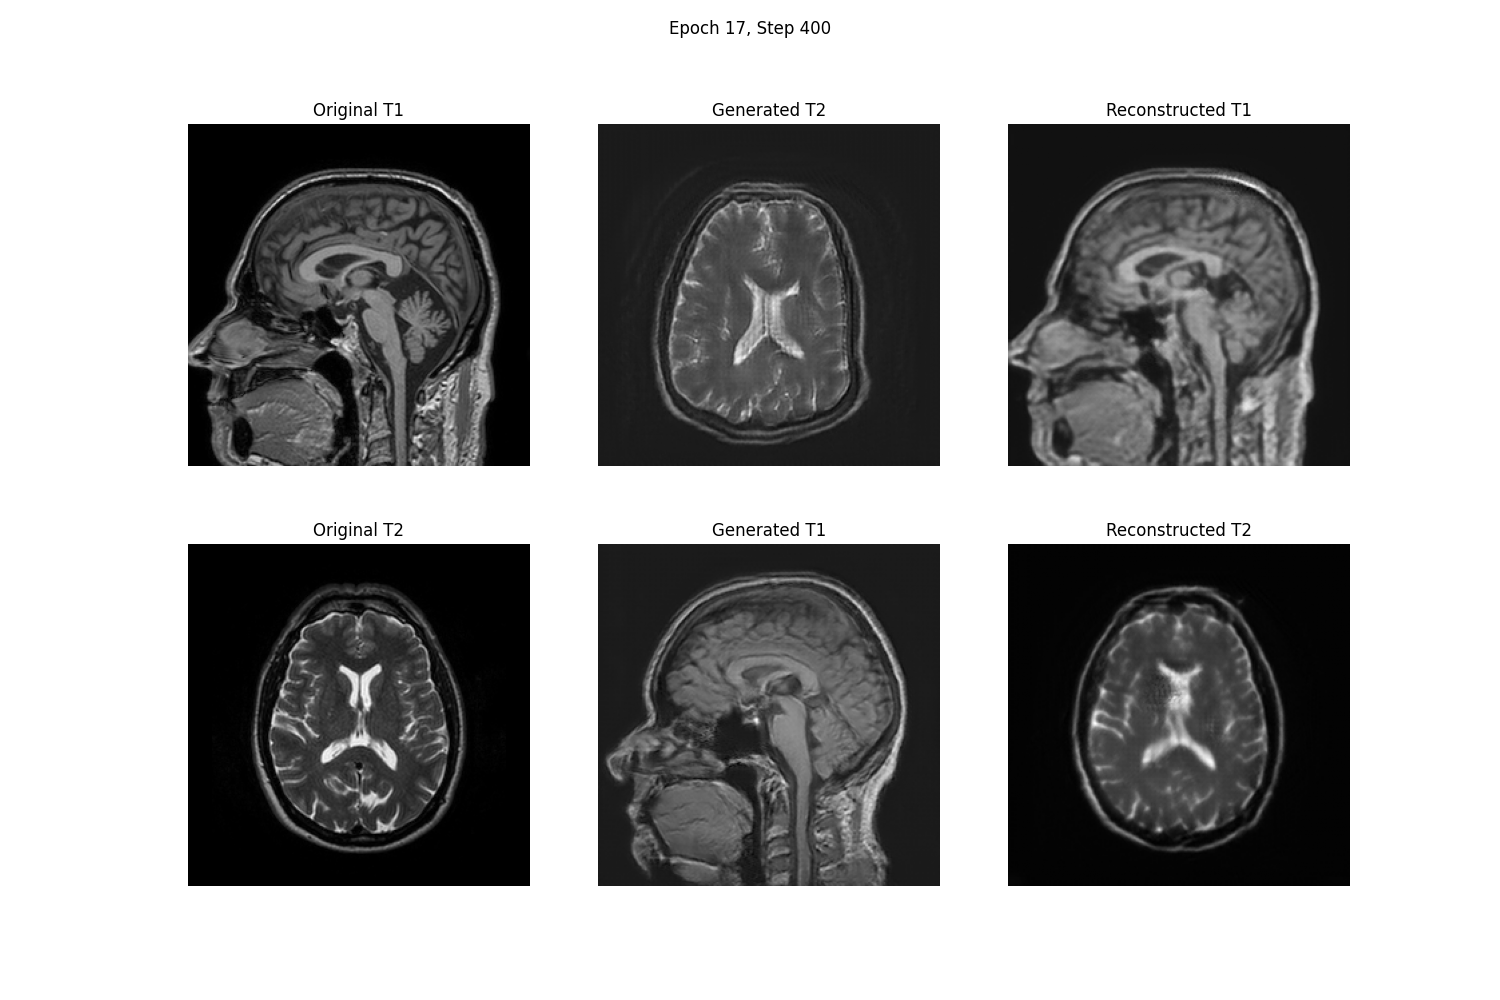 Epoch 17, Step 400
Original T1
Generated T2
Reconstructed T1
Original T2
Generated T1
Reconstructed T2